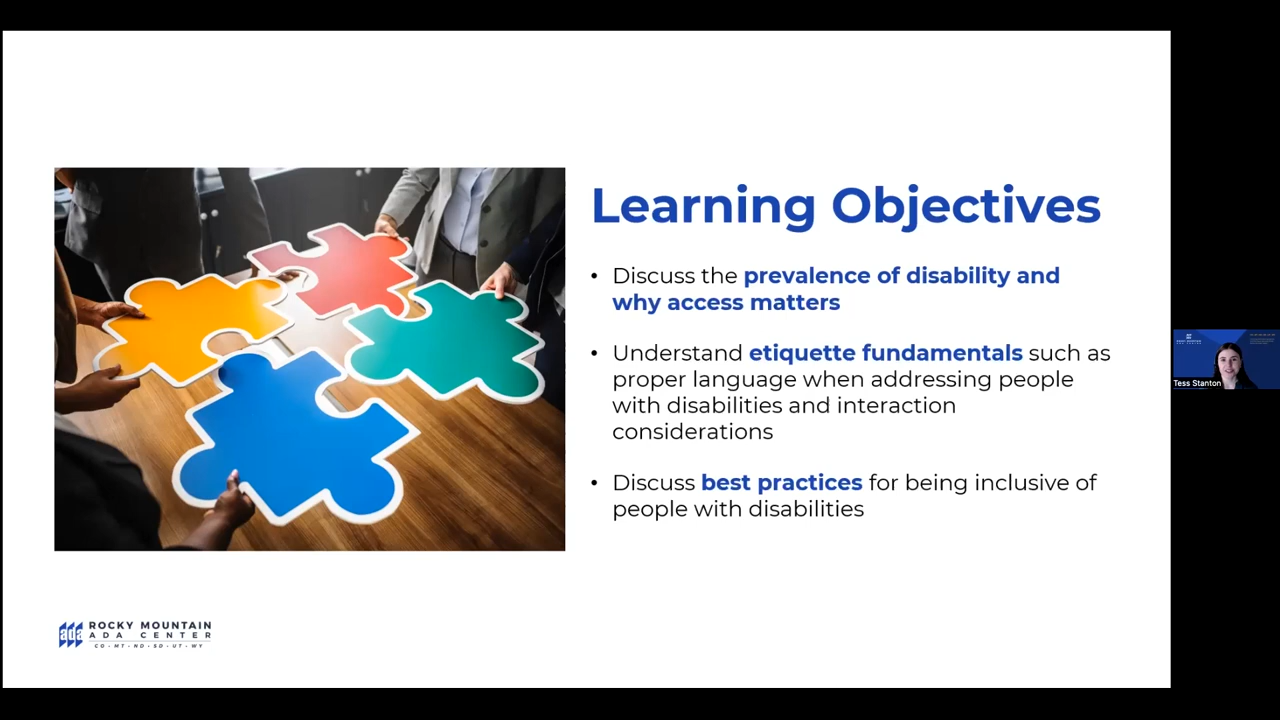 Learning Objectives
• Discuss the prevalence of disability and
why access matters
• Understand etiquette fundamentals such as
proper language when addressing people
with disabilities and interaction
considerations
• Discuss best practices for being inclusive of
people with disabilities
ada
ROCKY MOUNTAIN
ADA CENTER
CO · MT · ND · SD · UT · WY
Tess Stanton